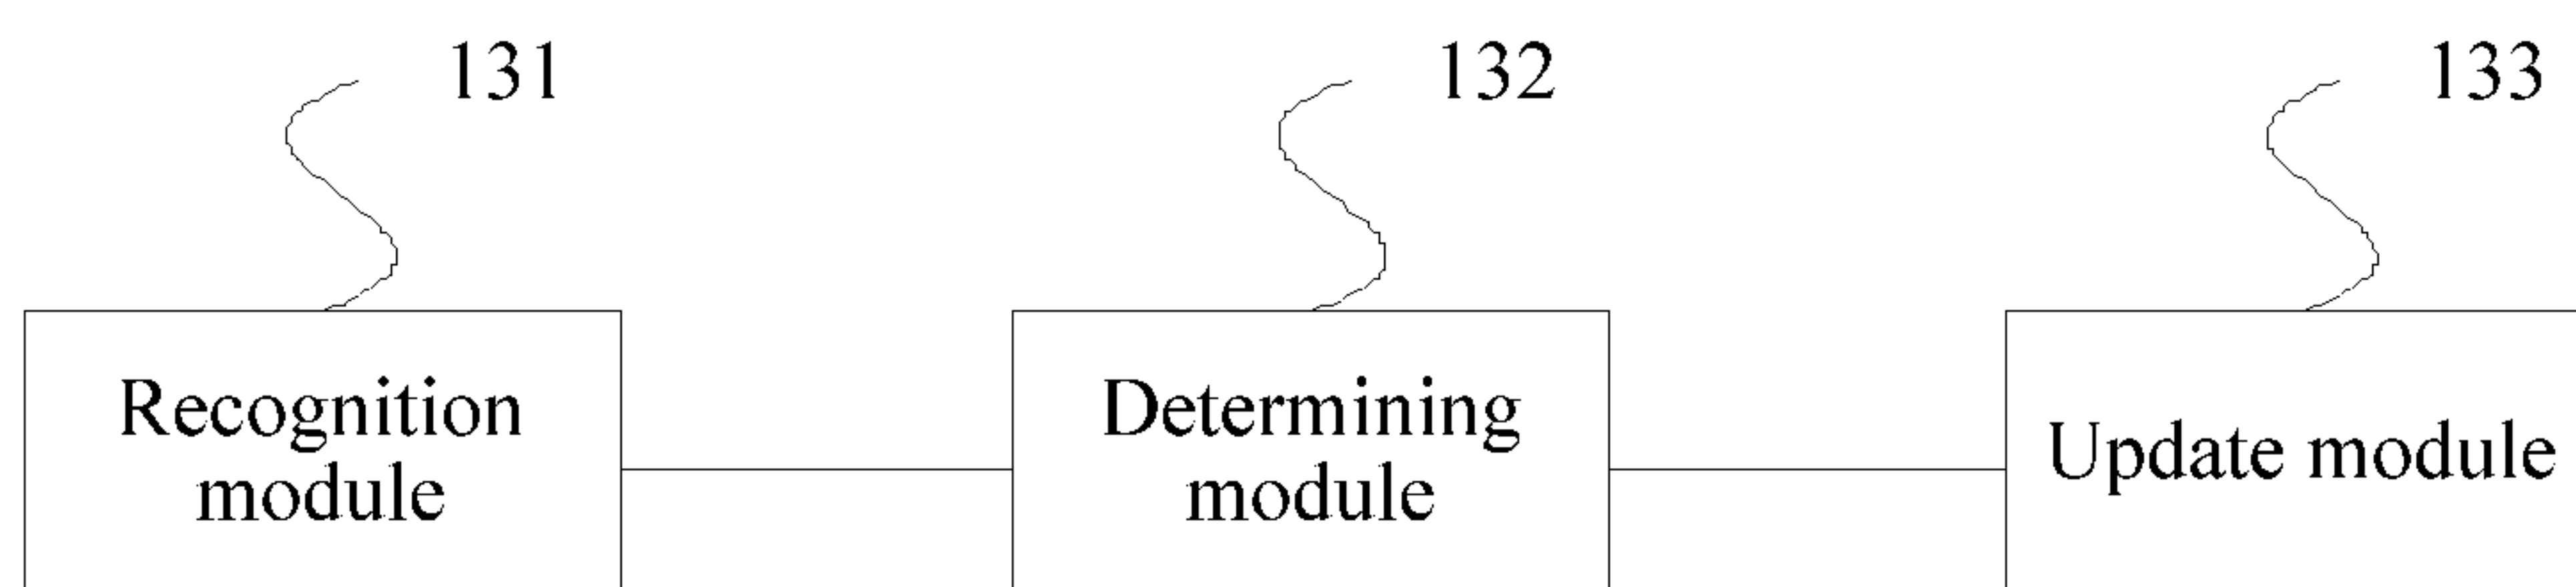 131
132
133
Recognition
module
Determining
module
Update module